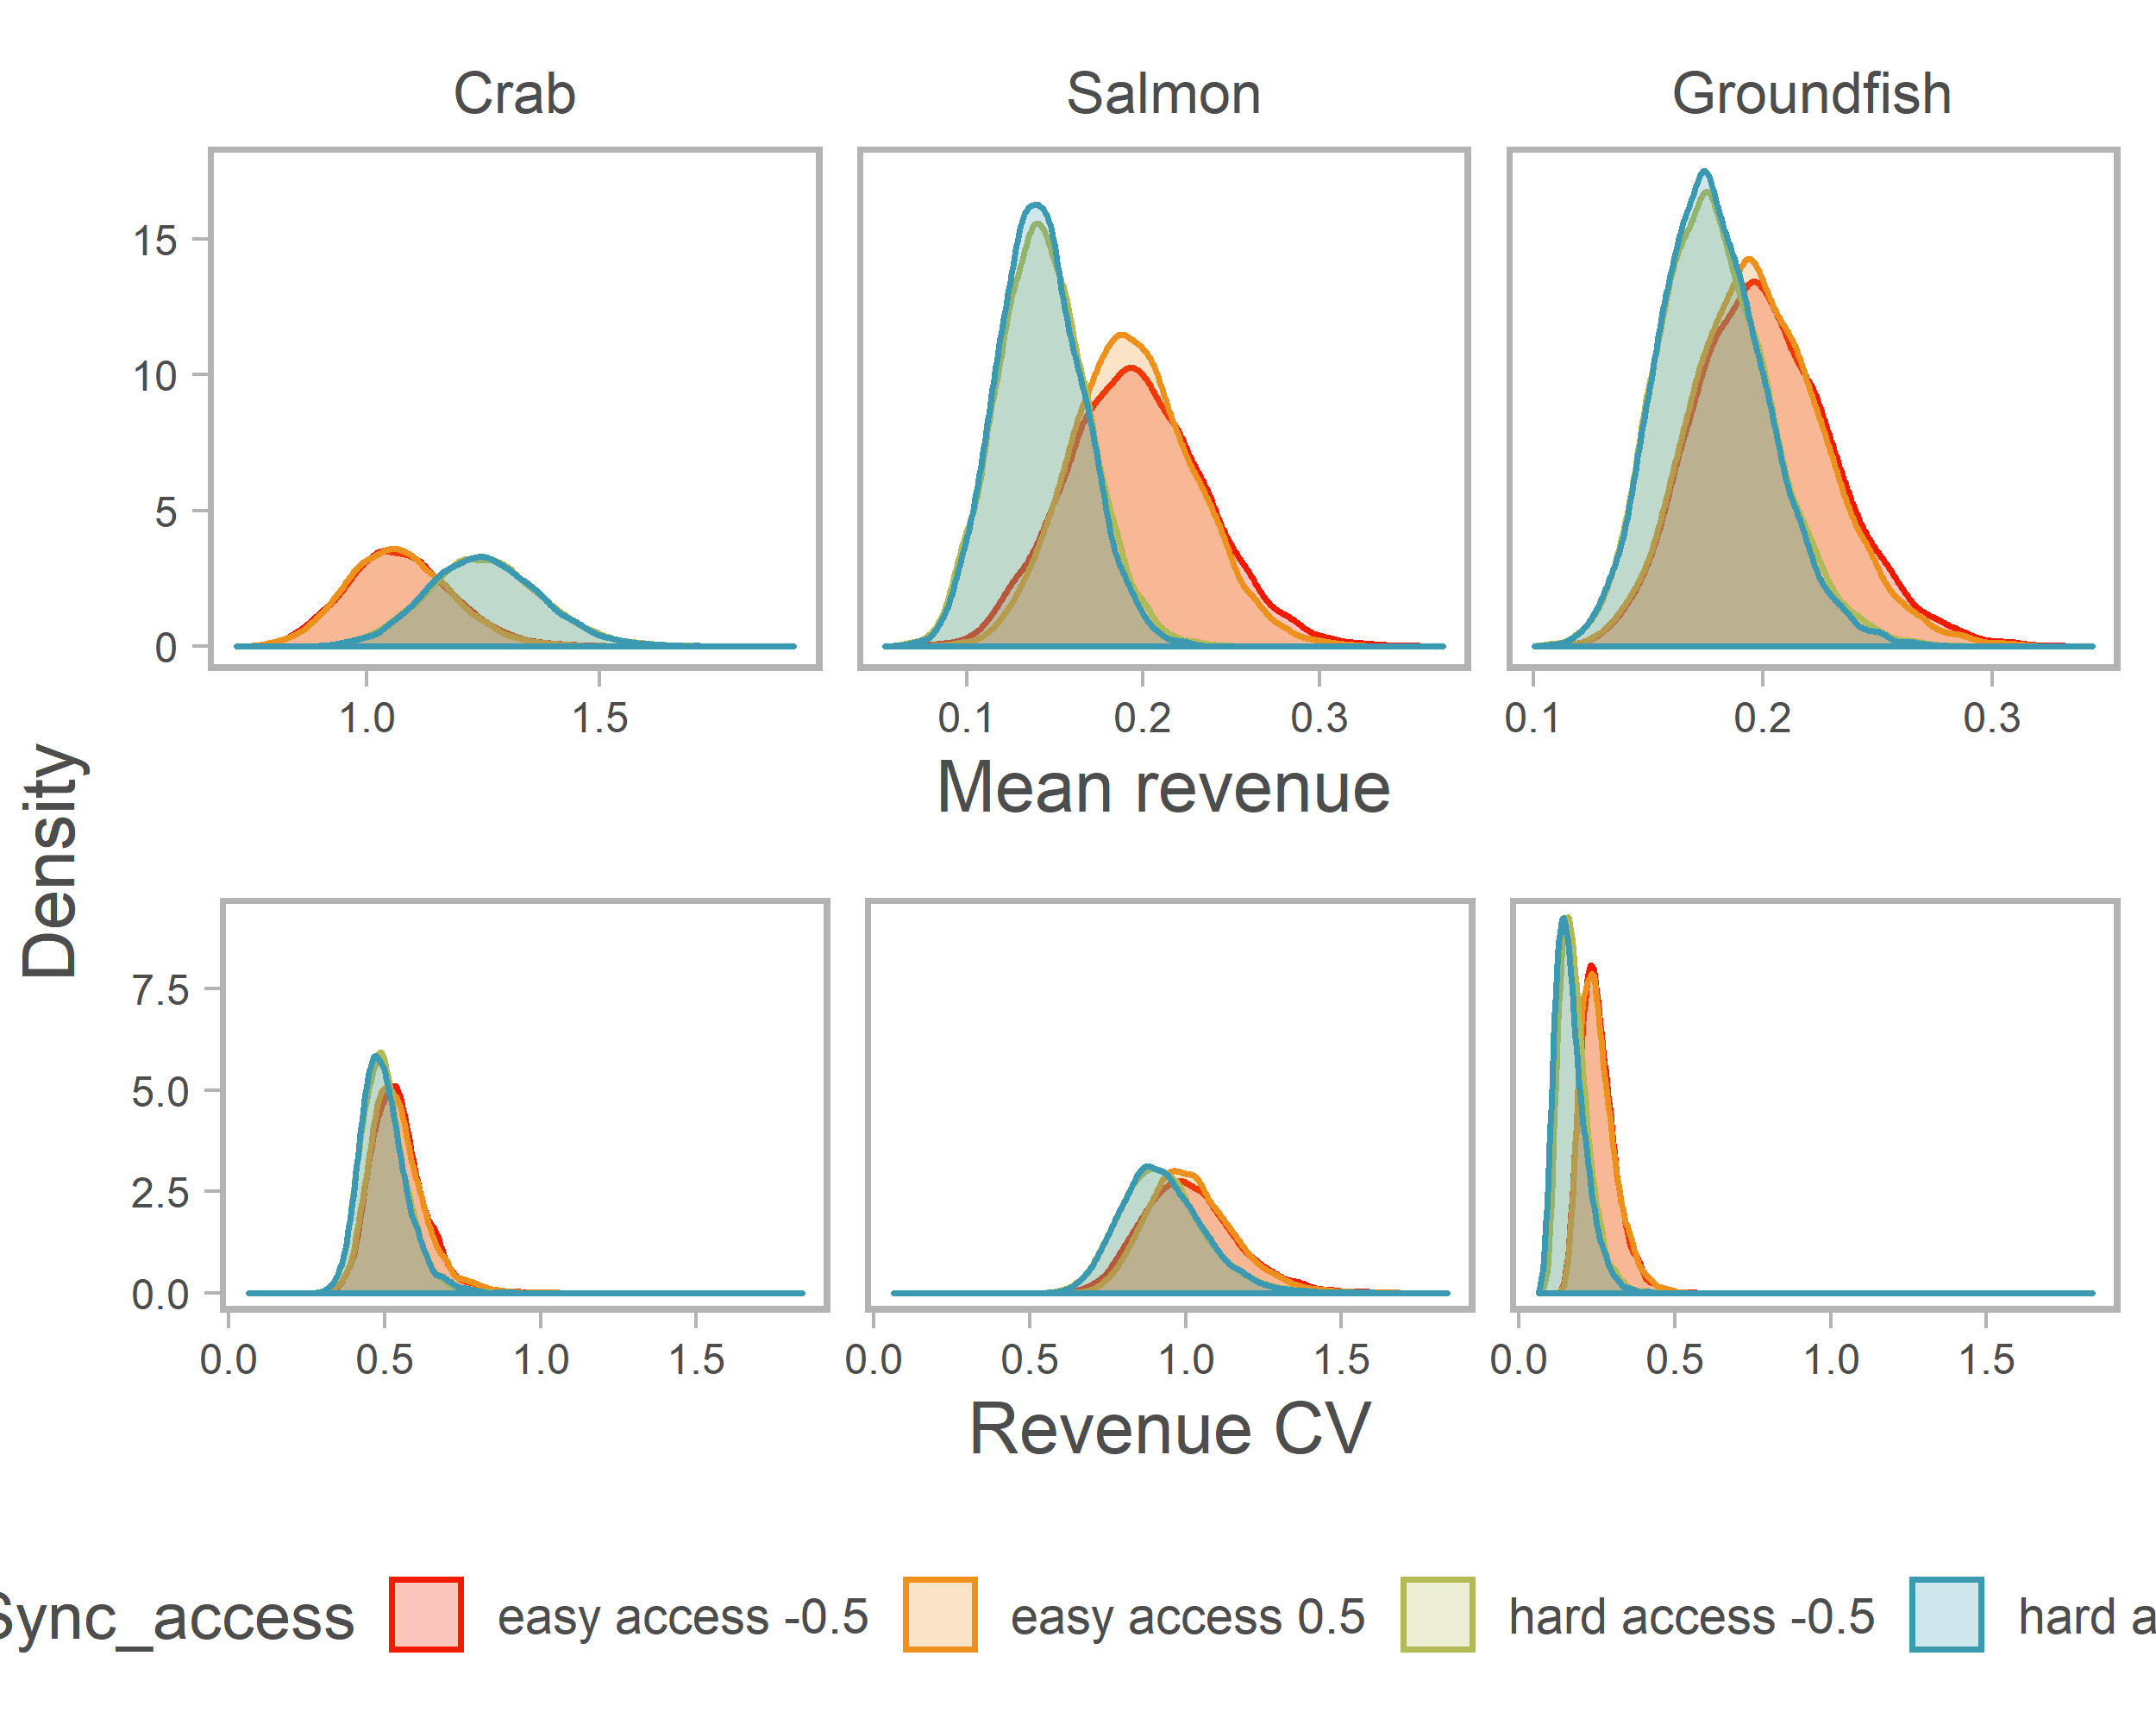 Crab Salmon Groundfish
15
10
5
0
1.0 1.5 0.1 0.2 0.3 0.1 0.2 0.3
Mean revenue
Density
7.5
5.0
2.5
0.0
0.0 0.5 1.0 1.5 0.0 0.5 1.0 1.5 0.0 0.5 1.0 1.5
Revenue CV
Sync_access easy access -0.5 easy access 0.5 hard access -0.5 hard